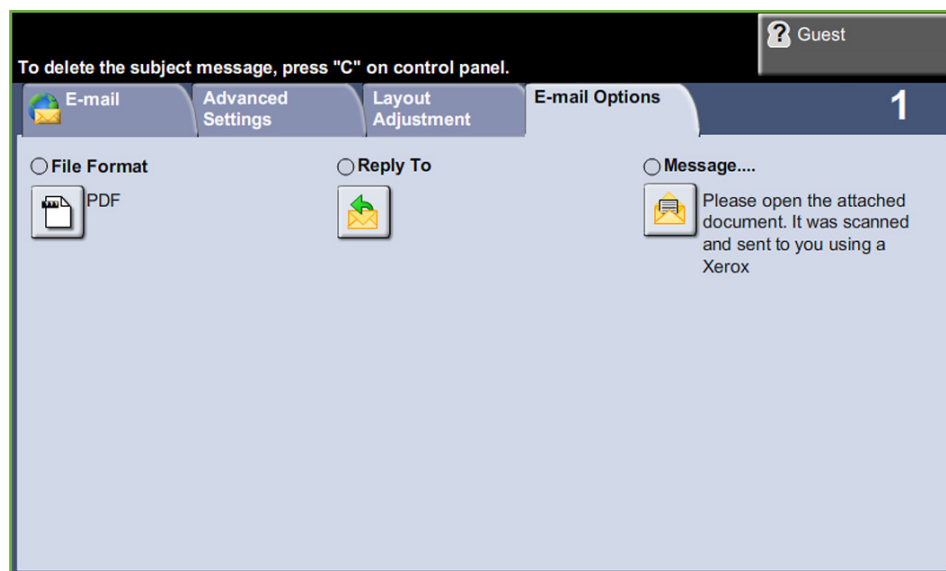 Guest
To delete the subject message, press "C" on control panel.
E-mail
Advanced
Settings
Layout
Adjustment
E-mail Options
1
File Format
PDF
Reply To
Message....
Please open the attached
document. It was scanned
and sent to you using a
Xerox